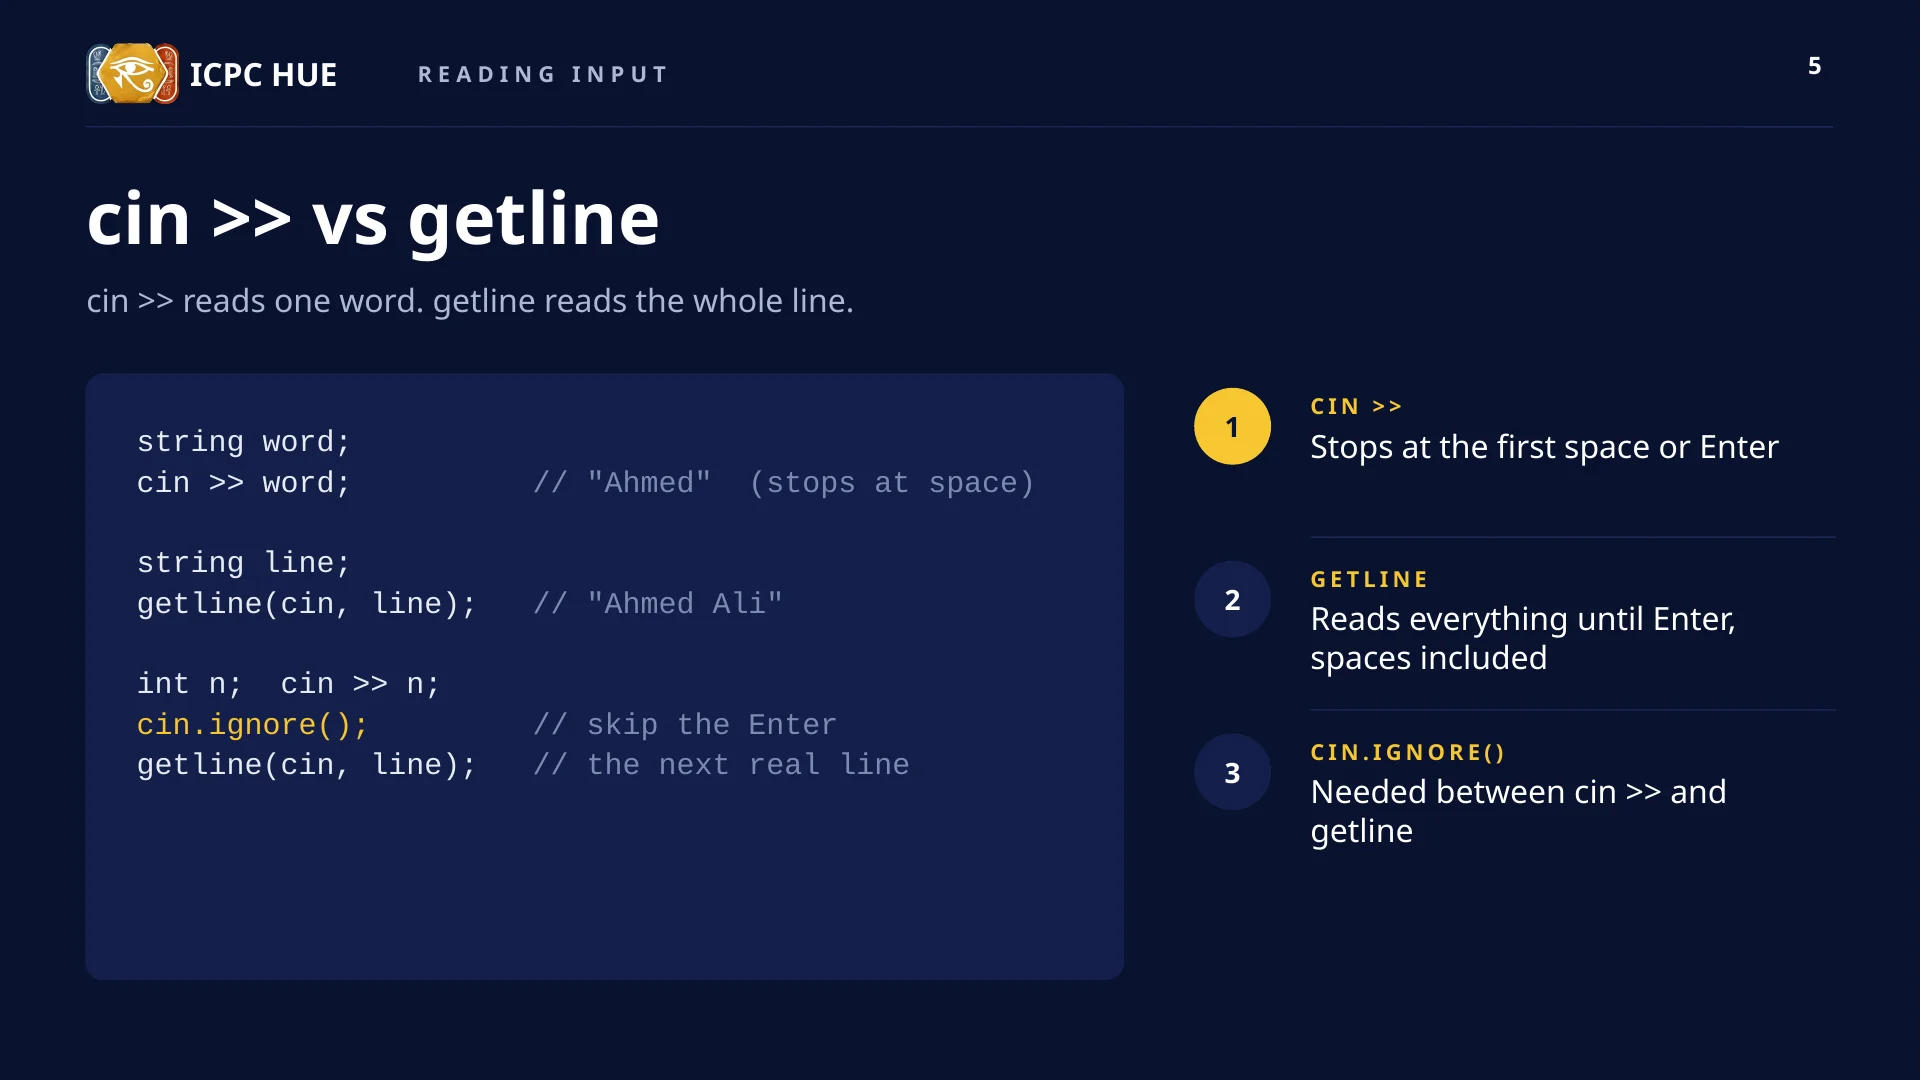 ICPC HUE
READING INPUT
5
cin >> vs getline
cin >> reads one word. getline reads the whole line.
string word;
cin >> word;          // "Ahmed"  (stops at space)
string line;
getline(cin, line);   // "Ahmed Ali"
int n;  cin >> n;
cin.ignore();         // skip the Enter
getline(cin, line);   // the next real line
1
CIN >>
Stops at the first space or Enter
2
GETLINE
Reads everything until Enter,
spaces included
3
CIN.IGNORE()
Needed between cin >> and
getline